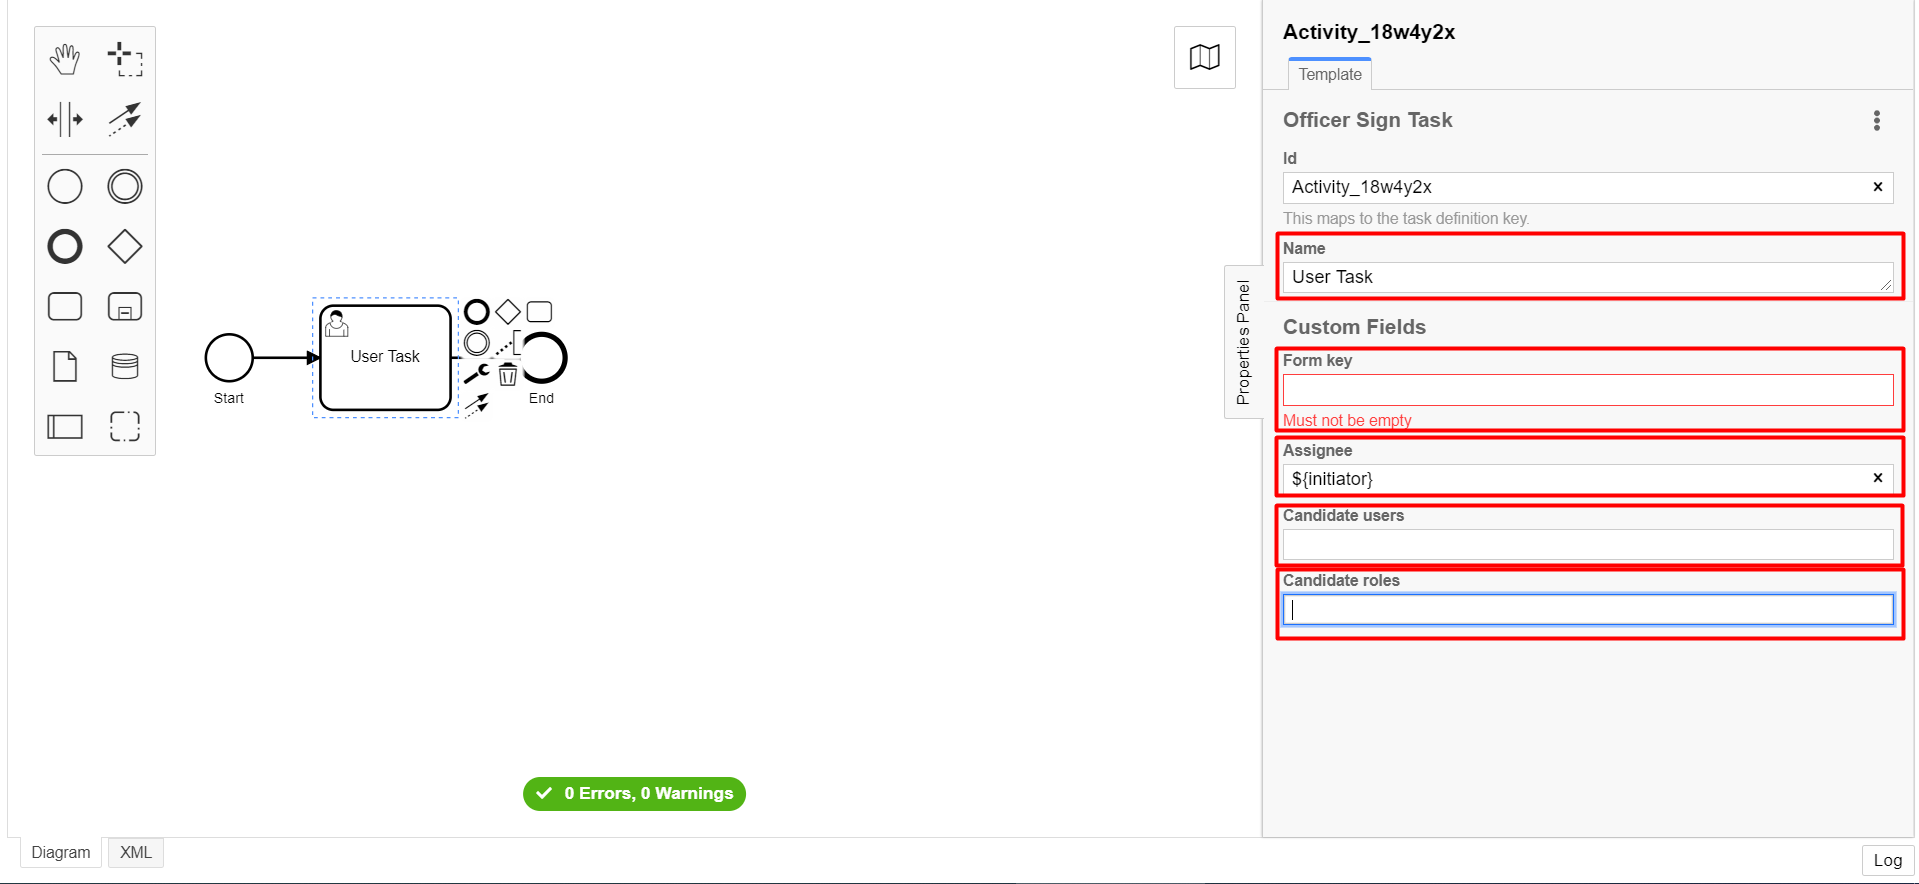 Activity_18w4y2x
Template
Officer Sign Task
Id
Activity_18w4y2x
This maps to the task definition key.
Name
User Task
Custom Fields
Form key
Must not be empty
Assignee
${initiator}
Candidate users
Candidate roles
Properties Panel
User Task
Start
End
0 Errors, 0 Warnings
Diagram
XML
Log